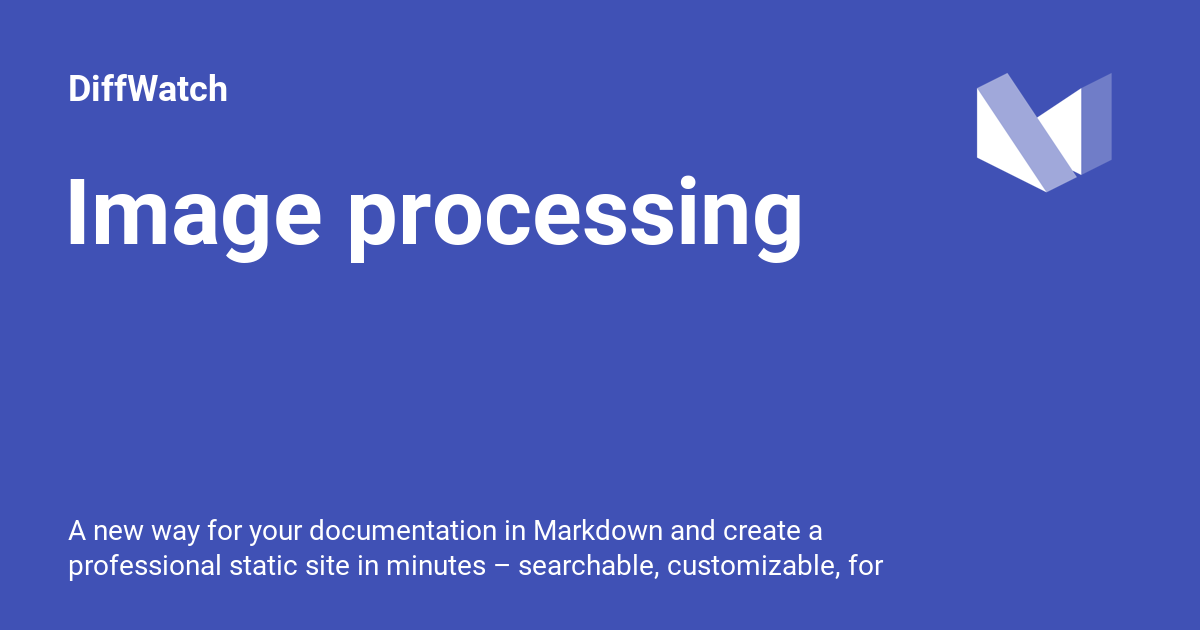 DiffWatch
Image processing
A new way for your documentation in Markdown and create a
professional static site in minutes – searchable, customizable, for